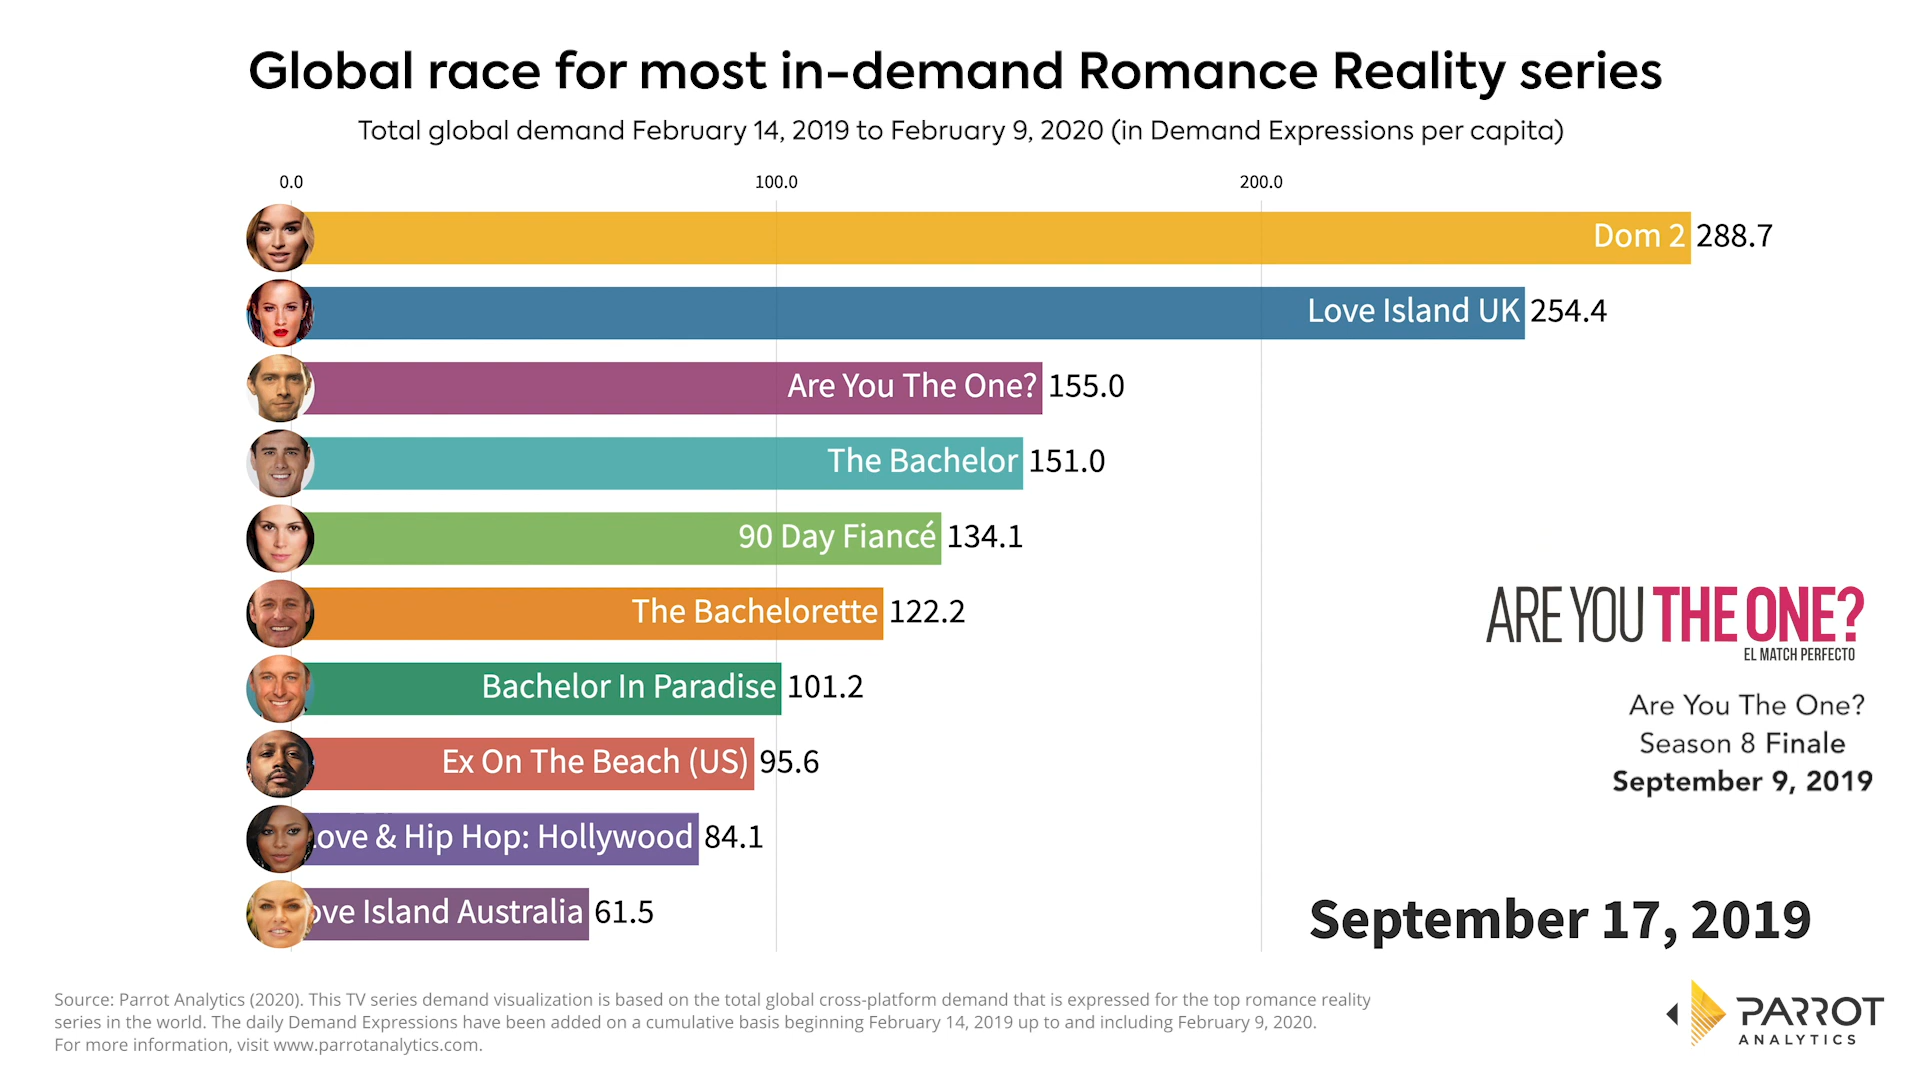 Global race for most in-demand Romance Reality series
Total global demand February 14, 2019 to February 9, 2020 (in Demand Expressions per capita)
0.0 100.0 200.0
Dom 2 288.7
Love Island UK 254.4
Are You The One? 155.0
The Bachelor 151.0
90 Day Fiancé 134.1
The Bachelorette 122.2
Bachelor In Paradise 101.2
Ex On The Beach (US) 95.6
ove & Hip Hop: Hollywood 84.1
ove Island Australia 61.5
ARE YOU THE ONE?
EL MATCH PERFECTO
Are You The One?
Season 8 Finale
September 9, 2019
September 17, 2019
Source: Parrot Analytics (2020). This TV series demand visualization is based on the total global cross-platform demand that is expressed for the top romance reality
series in the world. The daily Demand Expressions have been added on a cumulative basis beginning February 14, 2019 up to and including February 9, 2020.
For more information, visit www.parrotanalytics.com.
PARROT
ANALYTICS